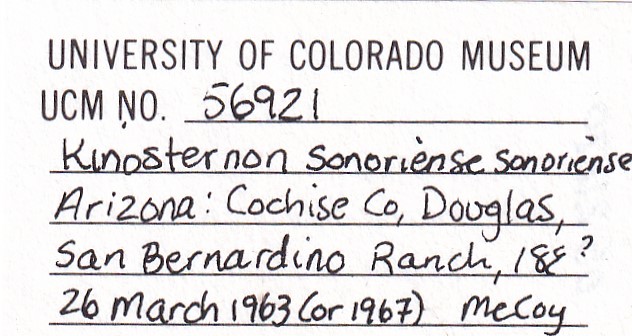 UNIVERSITY OF COLORADO MUSEUM
UCM NO. 56921
Kinosternon sonoriense sonoriense
Arizona: Cochise Co, Douglas,
San Bernardino Ranch, 18E?
26 March 1963 (or 1967) McCoy